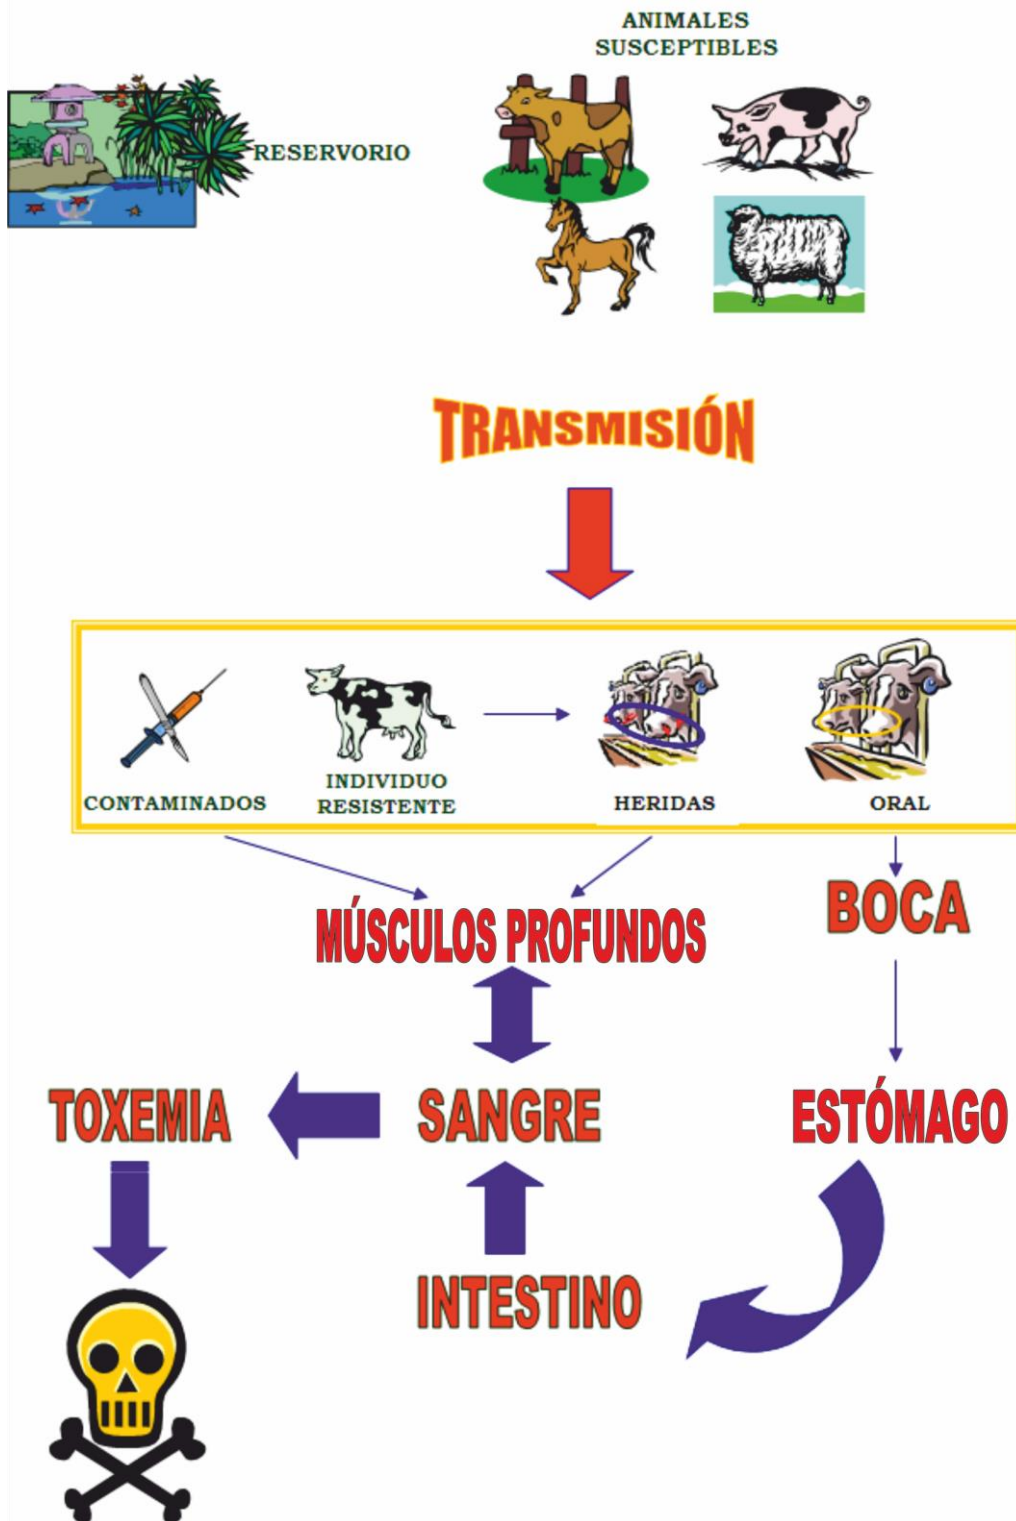 ANIMALES
SUSCEPTIBLES
RESERVORIO
TRANSMISIÓN
CONTAMINADOS
INDIVIDUO
RESISTENTE
HERIDAS
ORAL
MÚSCULOS PROFUNDOS
BOCA
TOXEMIA
SANGRE
ESTÓMAGO
INTESTINO